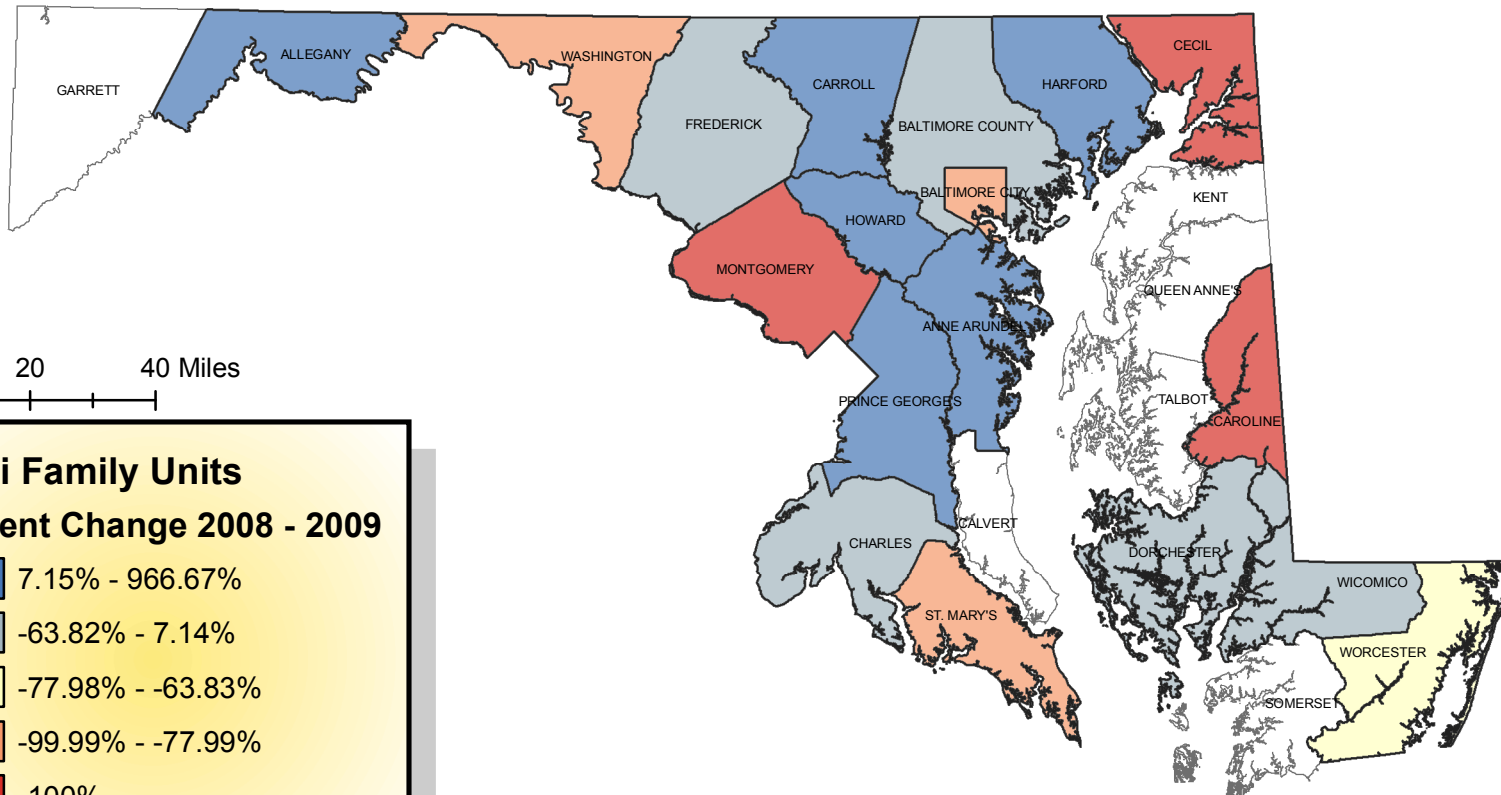 CECIL
ALLEGANY
WASHINGTON
GARRETT
CARROLL
HARFORD
FREDERICK
BALTIMORE COUNTY
BALTIMORE CITY
KENT
HOWARD
MONTGOMERY
QUEEN ANNE'S
ANNE ARUNDEL
20 40 Miles
PRINCE GEORGE'S
TALBOT
CAROLINE
i Family Units
ent Change 2008 - 2009
CALVERT
CHARLES
DORCHESTER
7.15% - 966.67%
WICOMICO
-63.82% - 7.14%
ST. MARY'S
WORCESTER
-77.98% - -63.83%
SOMERSET
-99.99% - -77.99%
-100%